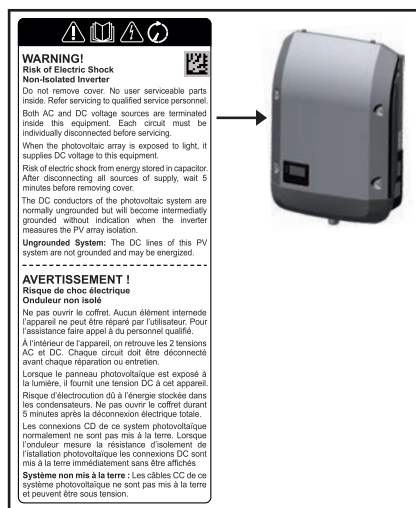 WARNING!
Risk of Electric Shock
Non-Isolated Inverter
Do not remove cover. No user serviceable parts
inside. Refer servicing to qualified service personnel.
Both AC and DC voltage sources are terminated
inside this equipment. Each circuit must be
individually disconnected before servicing.
When the photovoltaic array is exposed to light, it
supplies DC voltage to this equipment.
Risk of electric shock from energy stored in capacitor.
After disconnecting all sources of supply, wait 5
minutes before removing cover.
The DC conductors of the photovoltaic system are
normally ungrounded but will become intermediatly
grounded without indication when the inverter
measures the PV array isolation.
Ungrounded System: The DC lines of this PV
system are not grounded and may be energized.
AVERTISSEMENT !
Risque de choc électrique
Onduleur non isolé
Ne pas ouvrir le coffret. Aucun élément internede
l'appareil ne peut être réparé par l'utilisateur. Pour
l'assistance faire appel à du personnel qualifié.
À l'intérieur de l'appareil, on retrouve les 2 tensions
AC et DC. Chaque circuit doit être déconnecté
avant chaque réparation ou entretien.
Lorsque le panneau photovoltaïque est exposé à
la lumière, il fournit une tension DC à cet appareil.
Risque d'électrocution dû à l'énergie stockée dans
les condensateurs. Ne pas ouvrir le coffret durant
5 minutes après la déconnexion électrique totale.
Les connexions CD de ce system photovoltaïque
normalement ne sont pas mis à la terre. Lorsque
l'onduleur mesure la résistance d'isolement de
l'istallation photovoltaïque les connexions DC sont
mis à la terre immédiatement sans être affichés
Système non mis à la terre : Les câbles CC de ce
système photovoltaïque ne sont pas mis à la terre
et peuvent être sous tension.